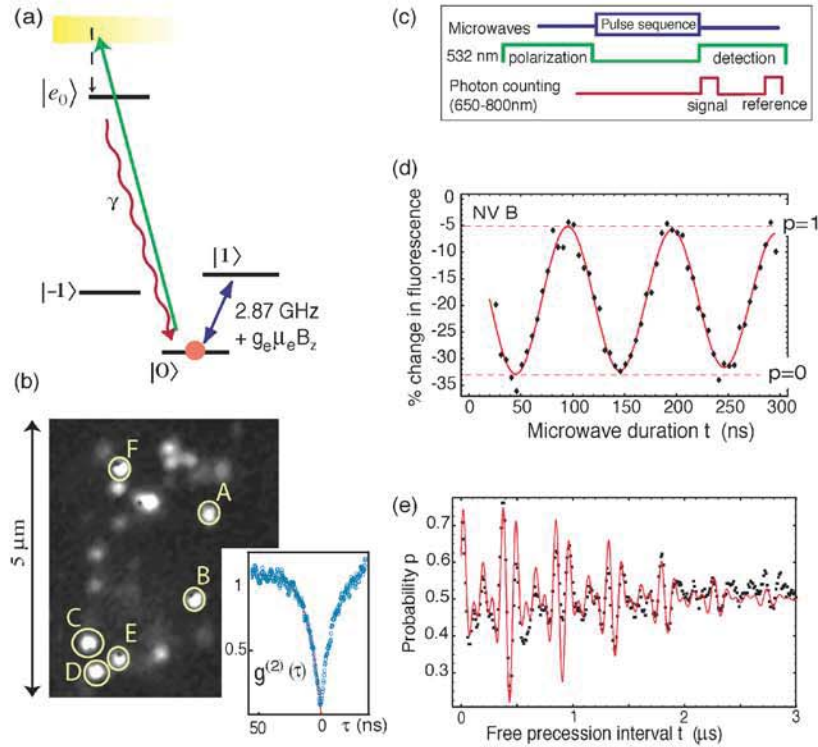 (a)
|e₀⟩
γ
|1⟩
|-1⟩
2.87 GHz
+ gₑμₑB_z
|0⟩
(b)
5 μm
F
A
B
C
E
D
1
0.5
g⁽²⁾(τ)
50 0 τ (ns)
(c)
Microwaves
Pulse sequence
532 nm
polarization
detection
Photon counting
(650-800nm)
signal
reference
(d)
% change in fluorescence
0
-5
-10
-15
-20
-25
-30
-35
NV B
p=1
p=0
0 50 100 150 200 250 300
Microwave duration t (ns)
(e)
Probability p
0.7
0.6
0.5
0.4
0.3
0 1 2 3
Free precession interval t (μs)